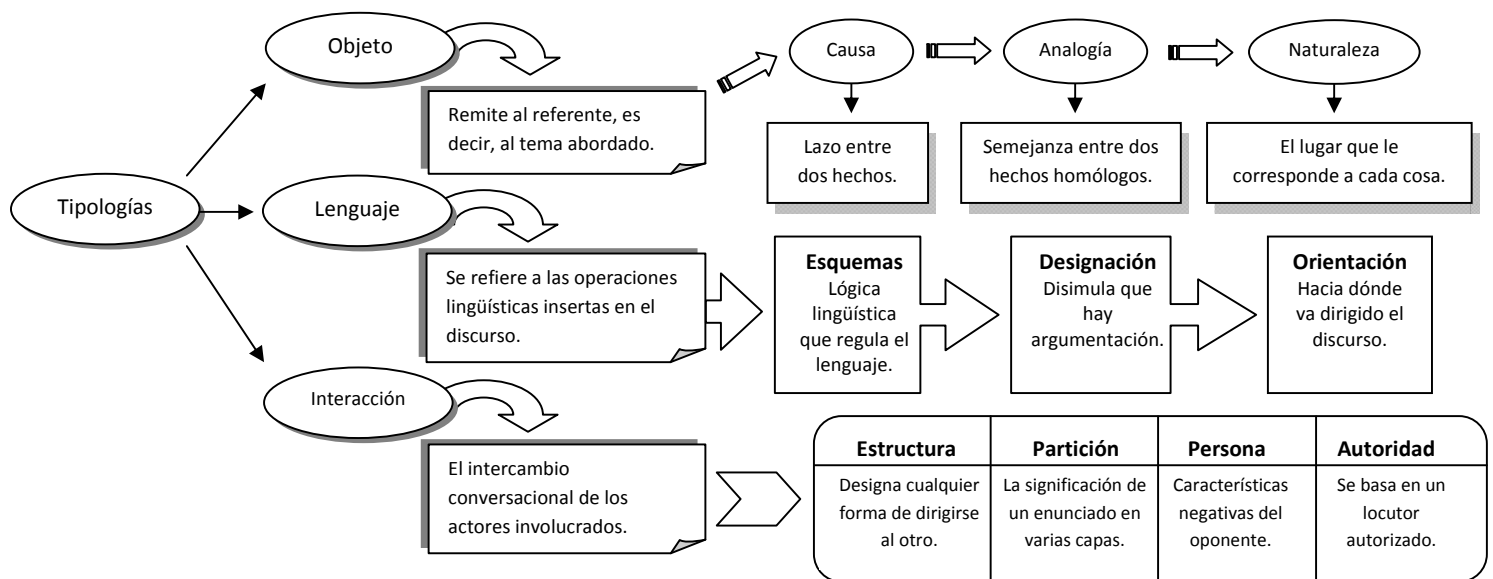 Tipologías
Objeto
Remite al referente, es
decir, al tema abordado.
Causa
Lazo entre
dos hechos.
Analogía
Semejanza entre dos
hechos homólogos.
Naturaleza
El lugar que le
corresponde a cada cosa.
Lenguaje
Se refiere a las operaciones
lingüísticas insertas en el
discurso.
Esquemas
Lógica
lingüística
que regula el
lenguaje.
Designación
Disimula que
hay
argumentación.
Orientación
Hacia dónde
va dirigido el
discurso.
Interacción
El intercambio
conversacional de los
actores involucrados.
Estructura
Designa cualquier
forma de dirigirse
al otro.
Partición
La significación de
un enunciado en
varias capas.
Persona
Características
negativas del
oponente.
Autoridad
Se basa en un
locutor
autorizado.